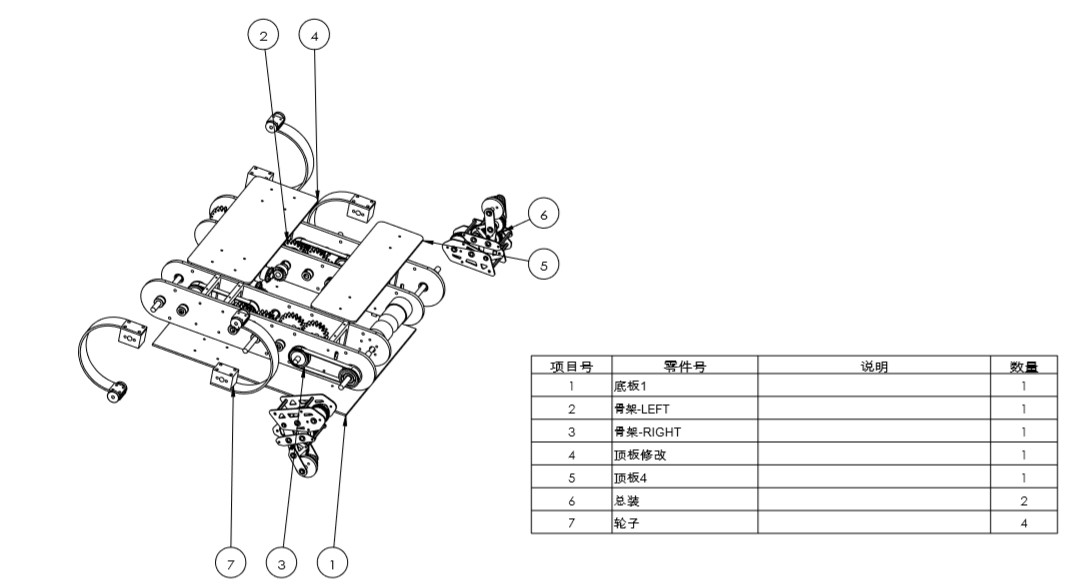 2 4
6
5
7 3 1
项目号 零件号 说明 数量
1 底板1 1
2 骨架-LEFT 1
3 骨架-RIGHT 1
4 顶板修改 1
5 顶板4 1
6 总装 2
7 轮子 4